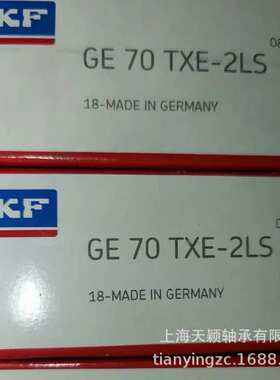 KF
GE 70 TXE-2LS
18-MADE IN GERMANY
KF
GE 70 TXE-2LS
18-MADE IN GERMANY
上海天颖轴承有限
tianyingzc.1688.